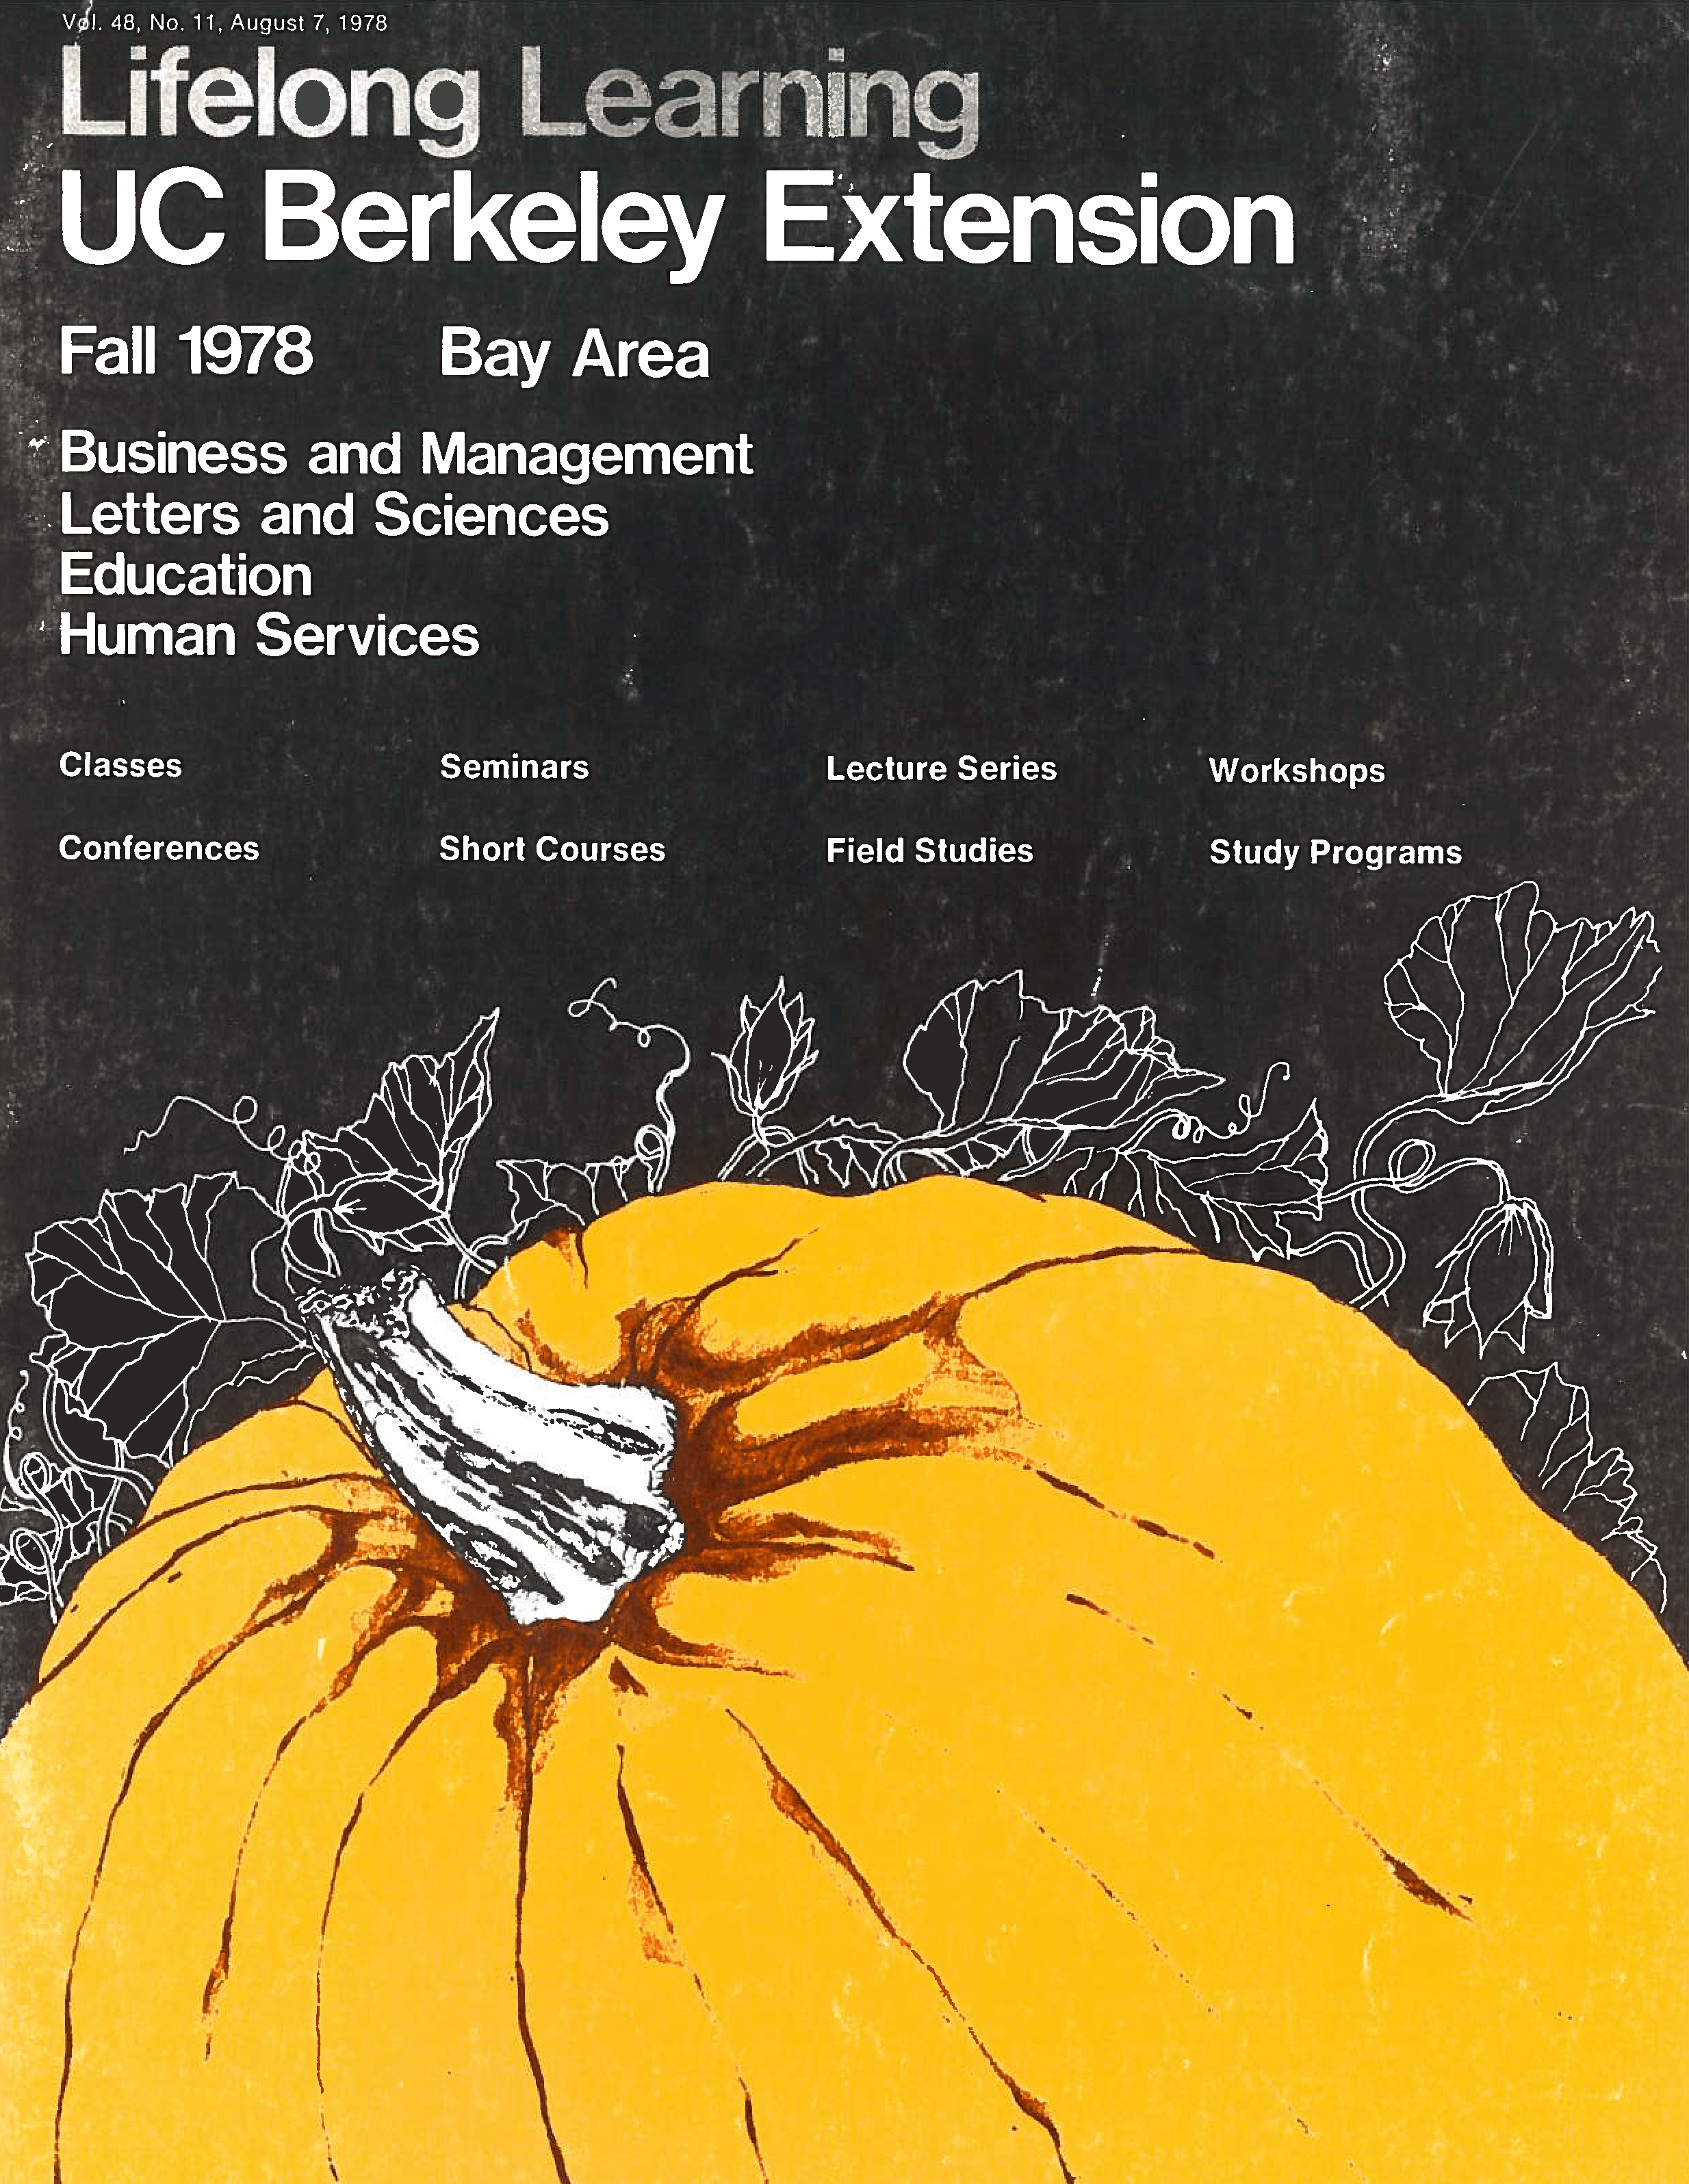 Vol. 48, No. 11, August 7, 1978
Lifelong Learning
UC Berkeley Extension
Fall 1978 Bay Area
Business and Management
Letters and Sciences
Education
Human Services
Classes Seminars Lecture Series Workshops
Conferences Short Courses Field Studies Study Programs